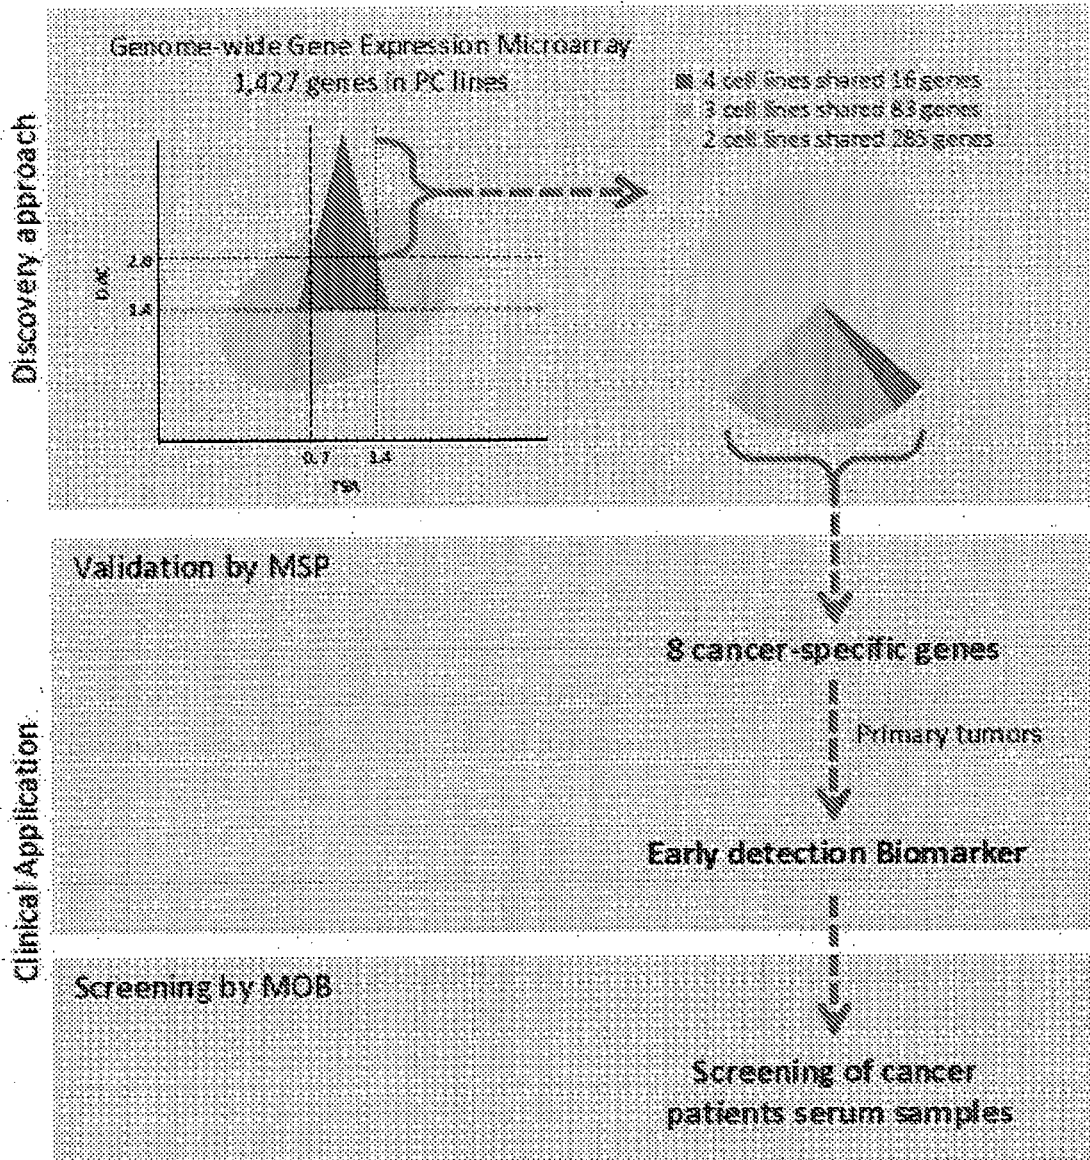 Discovery approach
Genome-wide Gene Expression Microarray
1,427 genes in PC lines
4 cell lines shared 16 genes
3 cell lines shared 83 genes
2 cell lines shared 285 genes
DAC
2.0
1.4
0.7 1.4
TSA
Clinical Application
Validation by MSP
8 cancer-specific genes
Primary tumors
Early detection Biomarker
Screening by MOB
Screening of cancer
patients serum samples